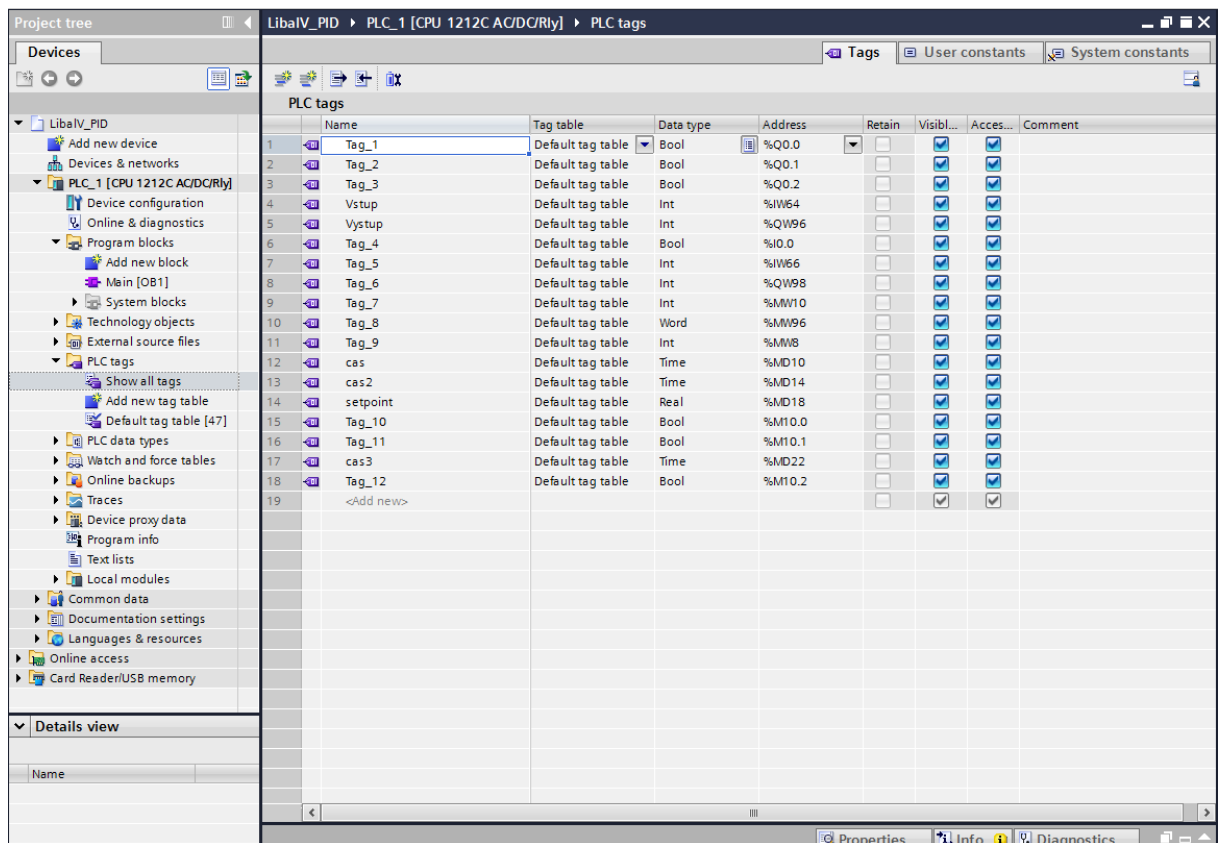 Project tree
LibaIV_PID ▸ PLC_1 [CPU 1212C AC/DC/Rly] ▸ PLC tags
Devices
Tags
User constants
System constants
PLC tags
LibaIV_PID
Add new device
Devices & networks
PLC_1 [CPU 1212C AC/DC/Rly]
Device configuration
Online & diagnostics
Program blocks
Add new block
Main [OB1]
System blocks
Technology objects
External source files
PLC tags
Show all tags
Add new tag table
Default tag table [47]
PLC data types
Watch and force tables
Online backups
Traces
Device proxy data
Program info
Text lists
Local modules
Common data
Documentation settings
Languages & resources
Online access
Card Reader/USB memory
Details view
Name
Name Tag table Data type Address Retain Visibl... Acces... Comment
1 Tag_1 Default tag table Bool %Q0.0
2 Tag_2 Default tag table Bool %Q0.1
3 Tag_3 Default tag table Bool %Q0.2
4 Vstup Default tag table Int %IW64
5 Vystup Default tag table Int %QW96
6 Tag_4 Default tag table Bool %I0.0
7 Tag_5 Default tag table Int %IW66
8 Tag_6 Default tag table Int %QW98
9 Tag_7 Default tag table Int %MW10
10 Tag_8 Default tag table Word %MW96
11 Tag_9 Default tag table Int %MW8
12 cas Default tag table Time %MD10
13 cas2 Default tag table Time %MD14
14 setpoint Default tag table Real %MD18
15 Tag_10 Default tag table Bool %M10.0
16 Tag_11 Default tag table Bool %M10.1
17 cas3 Default tag table Time %MD22
18 Tag_12 Default tag table Bool %M10.2
19 <Add new>
Properties
Info
Diagnostics